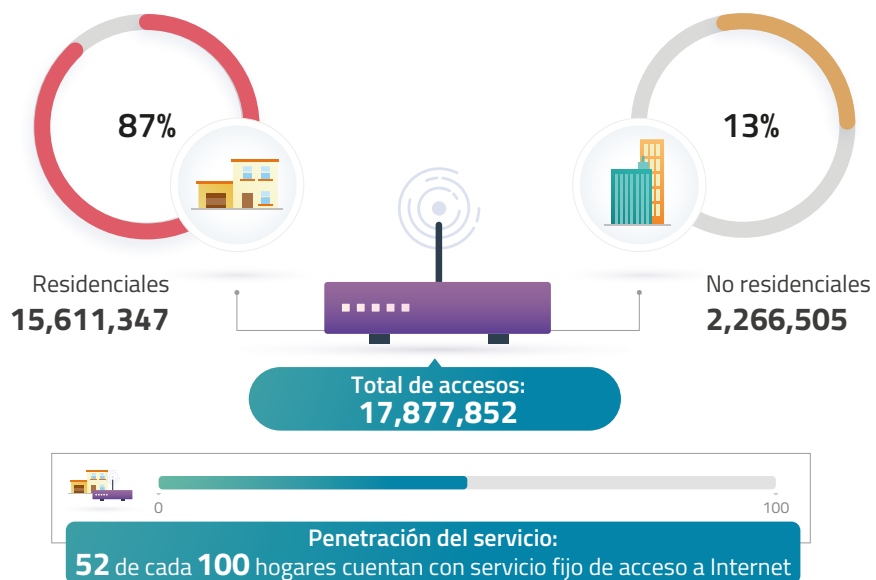 87%
13%
Residenciales
15,611,347
No residenciales
2,266,505
Total de accesos:
17,877,852
0
100
Penetración del servicio:
52 de cada 100 hogares cuentan con servicio fijo de acceso a Internet